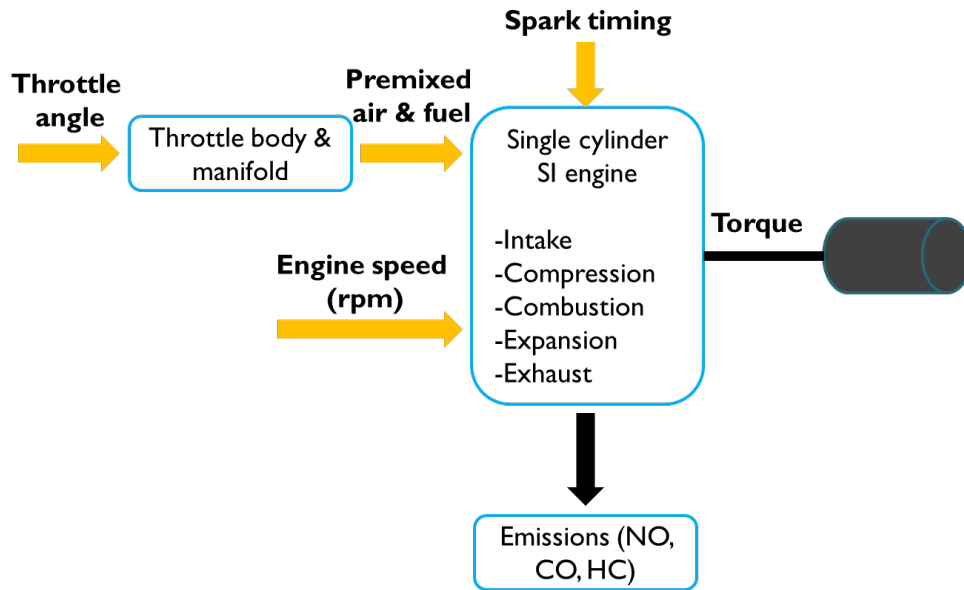 Spark timing
Throttle
angle
Premixed
air & fuel
Throttle body &
manifold
Single cylinder
SI engine
-Intake
-Compression
-Combustion
-Expansion
-Exhaust
Engine speed
(rpm)
Torque
Emissions (NO,
CO, HC)